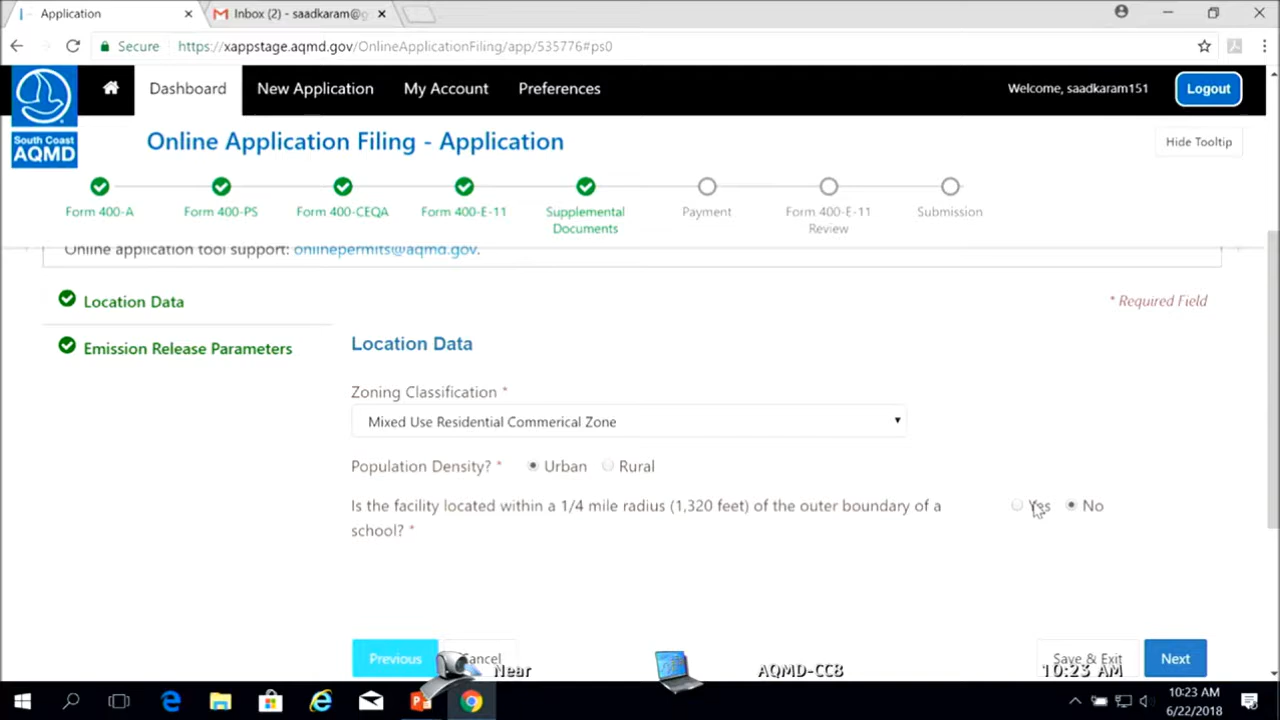 Application
Inbox (2) - saadkaram@g
Secure
https://xappstage.aqmd.gov/OnlineApplicationFiling/app/535776#ps0
Dashboard
New Application
My Account
Preferences
Welcome, saadkaram151
Logout
South Coast
AQMD
Online Application Filing - Application
Hide Tooltip
Form 400-A
Form 400-PS
Form 400-CEQA
Form 400-E-11
Supplemental
Documents
Payment
Form 400-E-11
Review
Submission
Online application tool support: onlinepermits@aqmd.gov.
Location Data
Emission Release Parameters
* Required Field
Location Data
Zoning Classification *
Mixed Use Residential Commerical Zone
Population Density? * Urban Rural
Is the facility located within a 1/4 mile radius (1,320 feet) of the outer boundary of a
school? *
Yes No
Previous
Cancel
Save & Exit
Next
Near
AQMD-CC8
10:23 AM
10:23 AM
6/22/2018